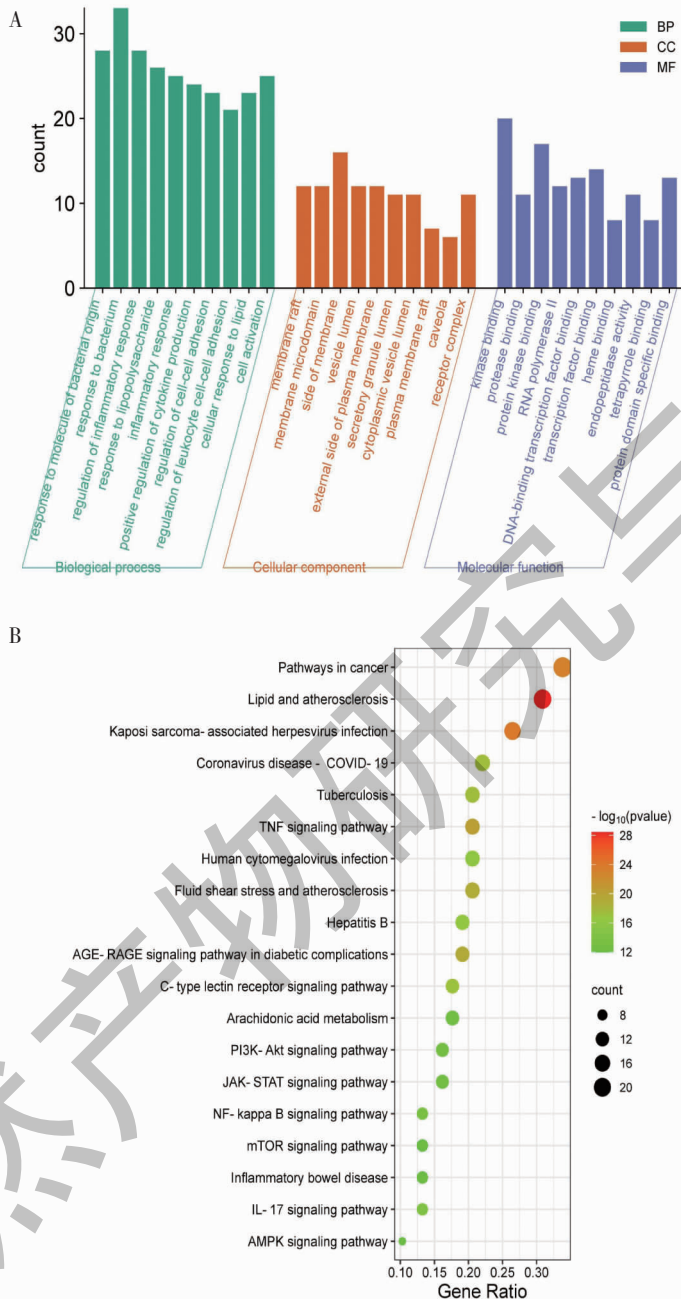 A
30
20
10
0
count
BP
CC
MF
response to molecule of bacterial origin
response to bacterium
regulation of inflammatory response
response to lipopolysaccharide
inflammatory response
positive regulation of cytokine production
regulation of cell-cell adhesion
regulation of leukocyte cell-cell adhesion
cellular response to lipid
cell activation
membrane raft
membrane microdomain
side of membrane
vesicle lumen
external side of plasma membrane
secretory granule lumen
cytoplasmic vesicle lumen
plasma membrane raft
caveola
receptor complex
kinase binding
protease binding
protein kinase binding
RNA polymerase II
DNA-binding transcription factor binding
transcription factor binding
heme binding
endopeptidase activity
tetrapyrrole binding
protein domain specific binding
Biological process
Cellular component
Molecular function
B
Pathways in cancer
Lipid and atherosclerosis
Kaposi sarcoma- associated herpesvirus infection
Coronavirus disease - COVID- 19
Tuberculosis
TNF signaling pathway
Human cytomegalovirus infection
Fluid shear stress and atherosclerosis
Hepatitis B
AGE- RAGE signaling pathway in diabetic complications
C- type lectin receptor signaling pathway
Arachidonic acid metabolism
PI3K- Akt signaling pathway
JAK- STAT signaling pathway
NF- kappa B signaling pathway
mTOR signaling pathway
Inflammatory bowel disease
IL- 17 signaling pathway
AMPK signaling pathway
0.10 0.15 0.20 0.25 0.30
Gene Ratio
- log10(pvalue)
28
24
20
16
12
count
8
12
16
20
然产物研究与